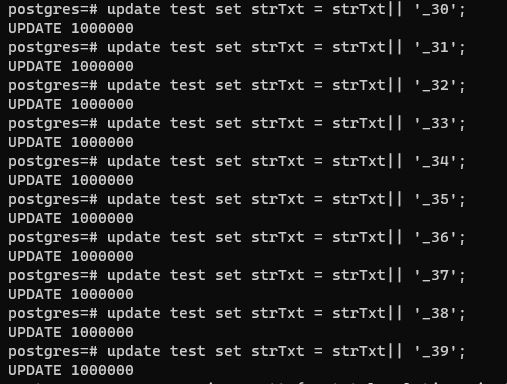 postgres=# update test set strTxt = strTxt|| '_30';
UPDATE 1000000
postgres=# update test set strTxt = strTxt|| '_31';
UPDATE 1000000
postgres=# update test set strTxt = strTxt|| '_32';
UPDATE 1000000
postgres=# update test set strTxt = strTxt|| '_33';
UPDATE 1000000
postgres=# update test set strTxt = strTxt|| '_34';
UPDATE 1000000
postgres=# update test set strTxt = strTxt|| '_35';
UPDATE 1000000
postgres=# update test set strTxt = strTxt|| '_36';
UPDATE 1000000
postgres=# update test set strTxt = strTxt|| '_37';
UPDATE 1000000
postgres=# update test set strTxt = strTxt|| '_38';
UPDATE 1000000
postgres=# update test set strTxt = strTxt|| '_39';
UPDATE 1000000